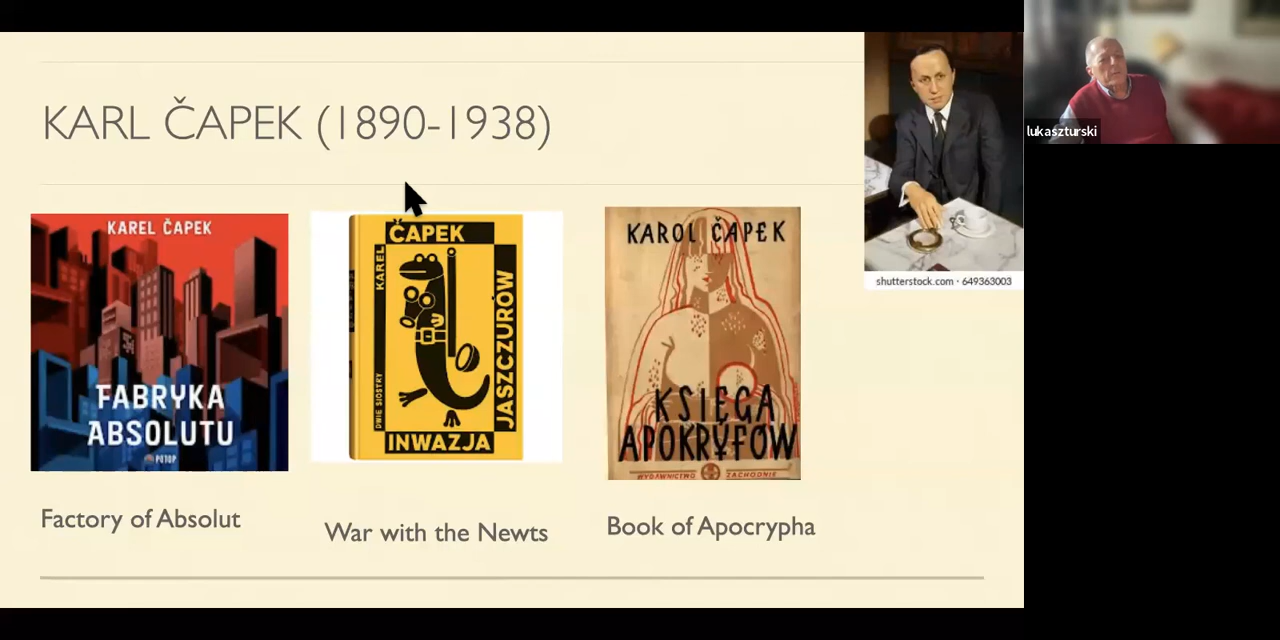 KARL ČAPEK (1890-1938)
shutterstock.com · 649363003
lukaszturski
KAREL ČAPEK
FABRYKA
ABSOLUTU
POTOP
ČAPEK
KAREL
DWIE SIOSTRY
JASZCZURÓW
INWAZJA
KAROL ČAPEK
KSIĘGA
APOKRYFÓW
WYDAWNICTWO ZACHODNIE
Factory of Absolut
War with the Newts
Book of Apocrypha